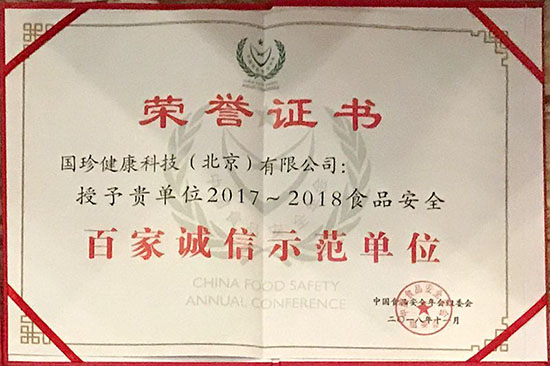 荣誉证书
国珍健康科技（北京）有限公司：
授予贵单位2017～2018食品安全
百家诚信示范单位
CHINA FOOD SAFETY
ANNUAL CONFERENCE
中国食品安全年会组委会
二〇一八年十一月